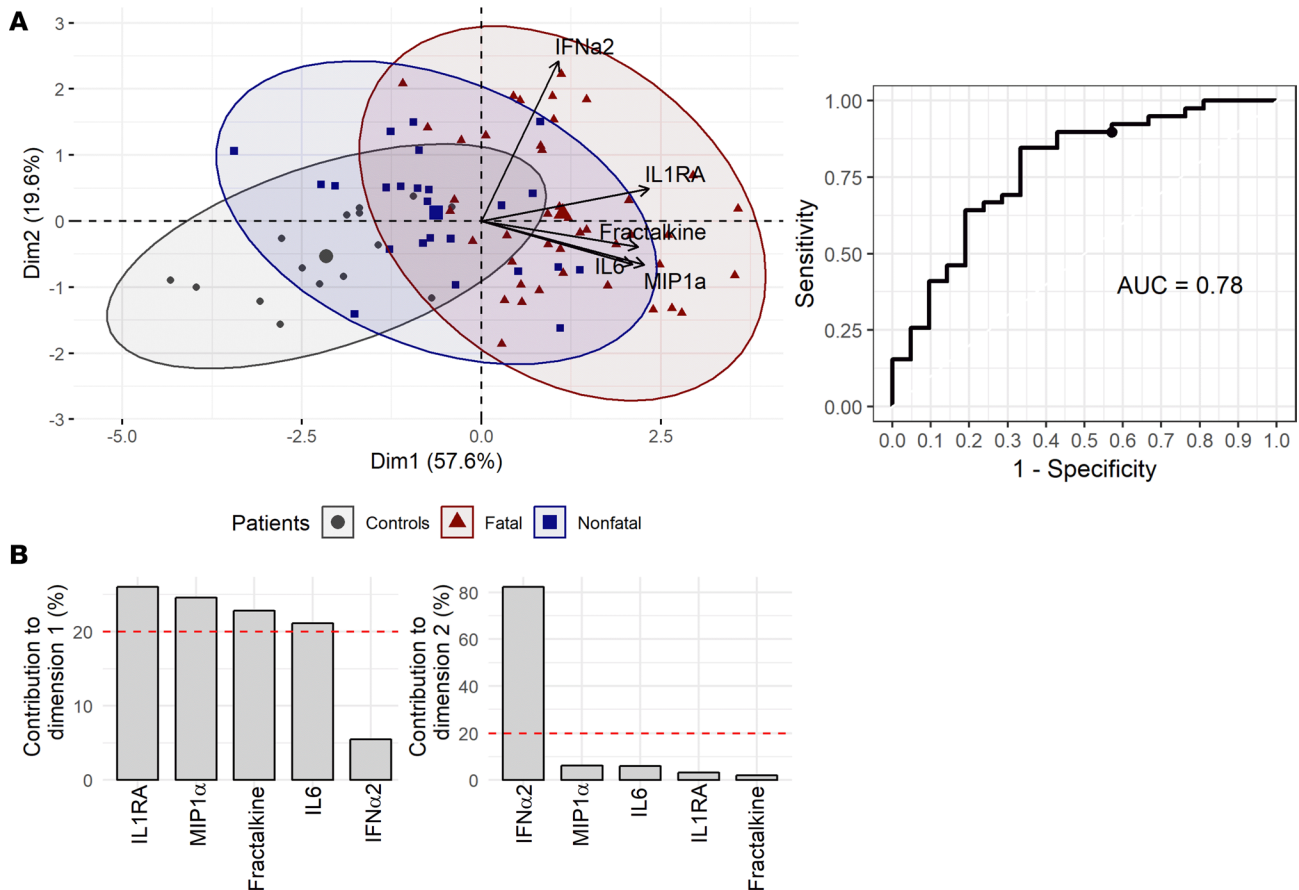 A
3
2
1
0
-1
-2
-3
Dim2 (19.6%)
IFNa2
IL1RA
Fractalkine
IL6
MIP1a
-5.0
-2.5
0.0
2.5
Dim1 (57.6%)
1.00
0.75
0.50
0.25
0.00
Sensitivity
AUC = 0.78
0.0 0.1 0.2 0.3 0.4 0.5 0.6 0.7 0.8 0.9 1.0
1 - Specificity
Patients Controls Fatal Nonfatal
B
Contribution to
dimension 1 (%)
20
10
0
IL1RA
MIP1α
Fractalkine
IL6
IFNα2
Contribution to
dimension 2 (%)
80
60
40
20
0
IFNα2
MIP1α
IL6
IL1RA
Fractalkine